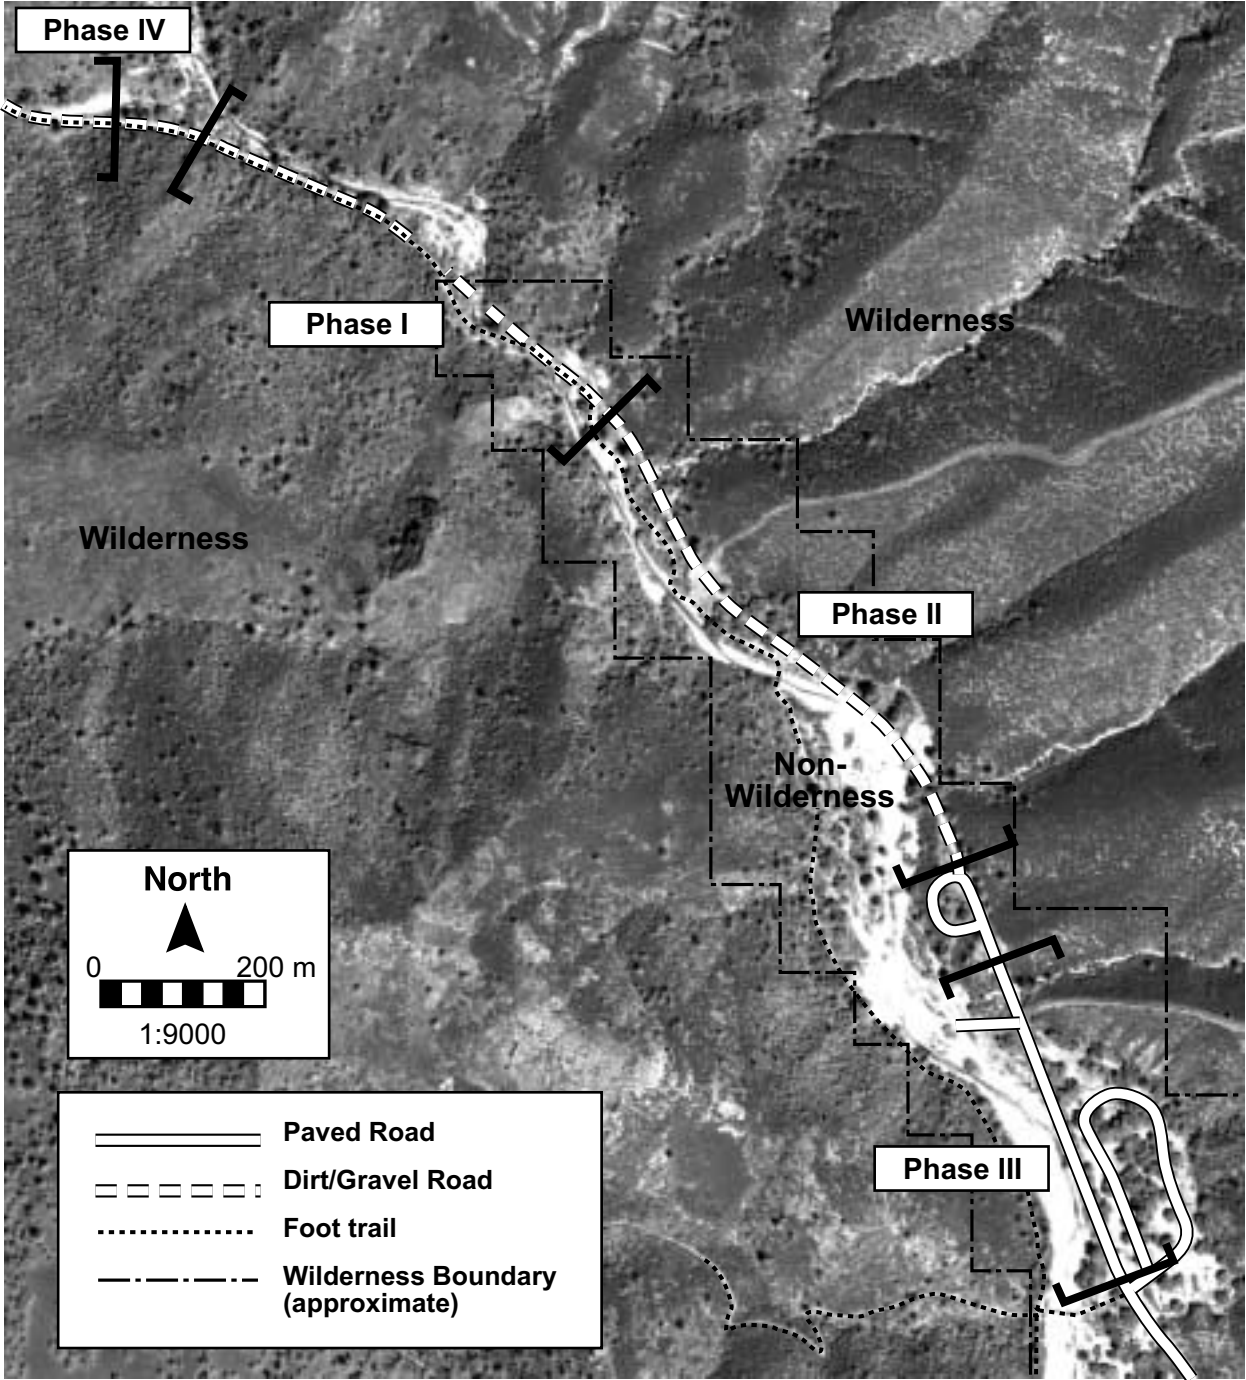 Phase IV
Phase I
Wilderness
Wilderness
Phase II
Non-
Wilderness
North
0 200 m
1:9000
Phase III
Paved Road
Dirt/Gravel Road
Foot trail
Wilderness Boundary
(approximate)